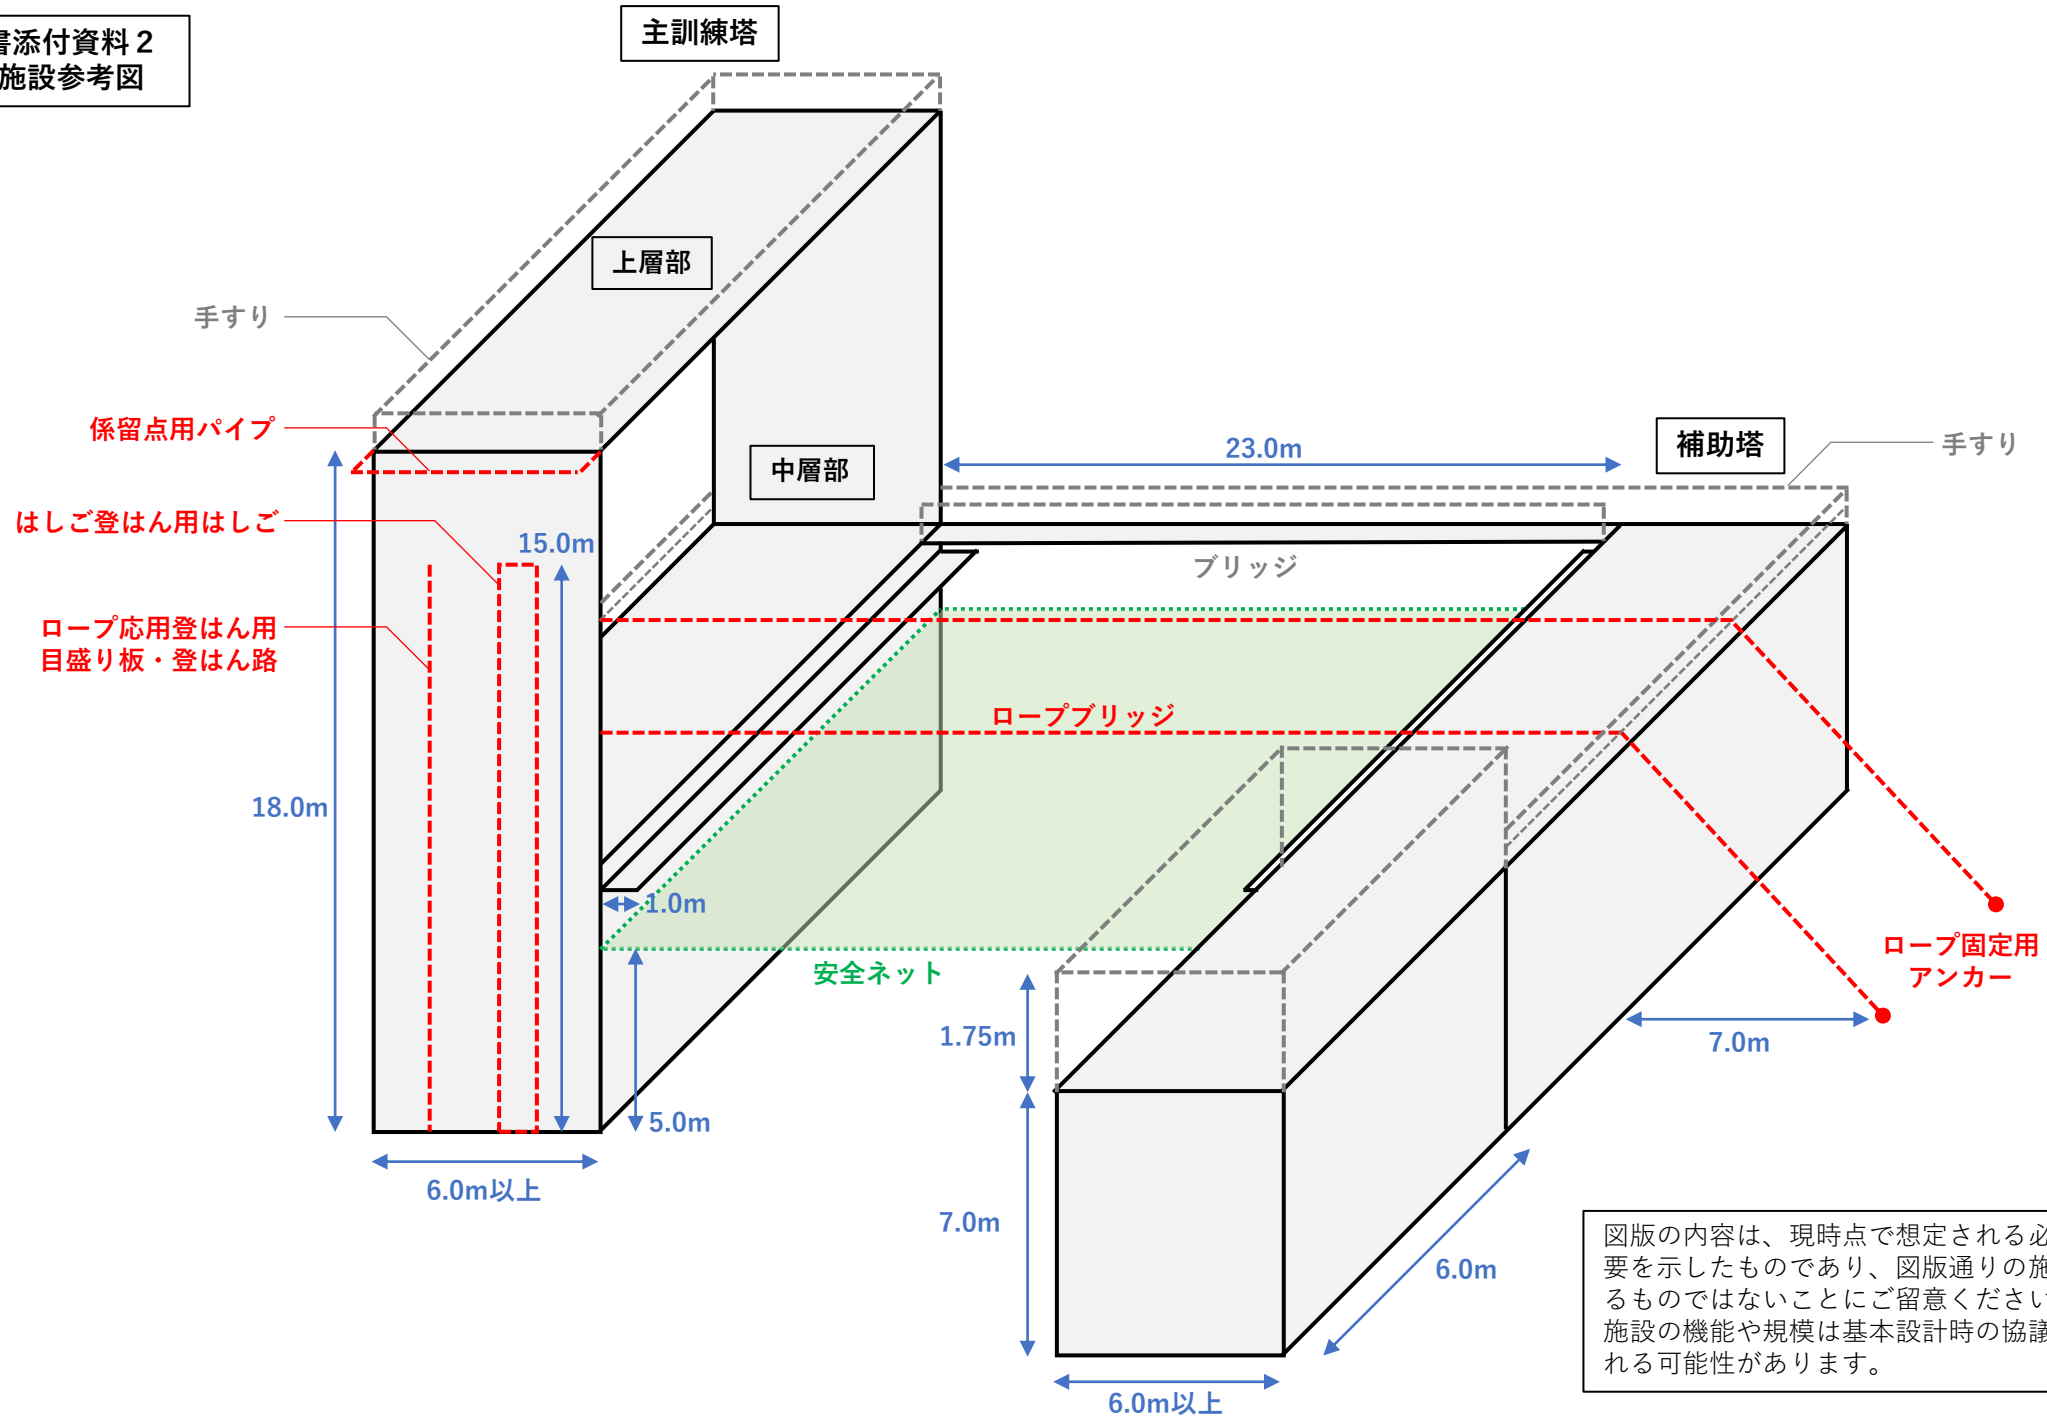 書添付資料２
施設参考図
主訓練塔
上層部
手すり
係留点用パイプ
中層部
23.0m
補助塔
手すり
はしご登はん用はしご
15.0m
ブリッジ
ロープ応用登はん用
目盛り板・登はん路
ロープブリッジ
18.0m
1.0m
ロープ固定用
アンカー
安全ネット
1.75m
7.0m
5.0m
6.0m以上
7.0m
6.0m
6.0m以上
図版の内容は、現時点で想定される必
要を示したものであり、図版通りの施
るものではないことにご留意ください
施設の機能や規模は基本設計時の協議
れる可能性があります。